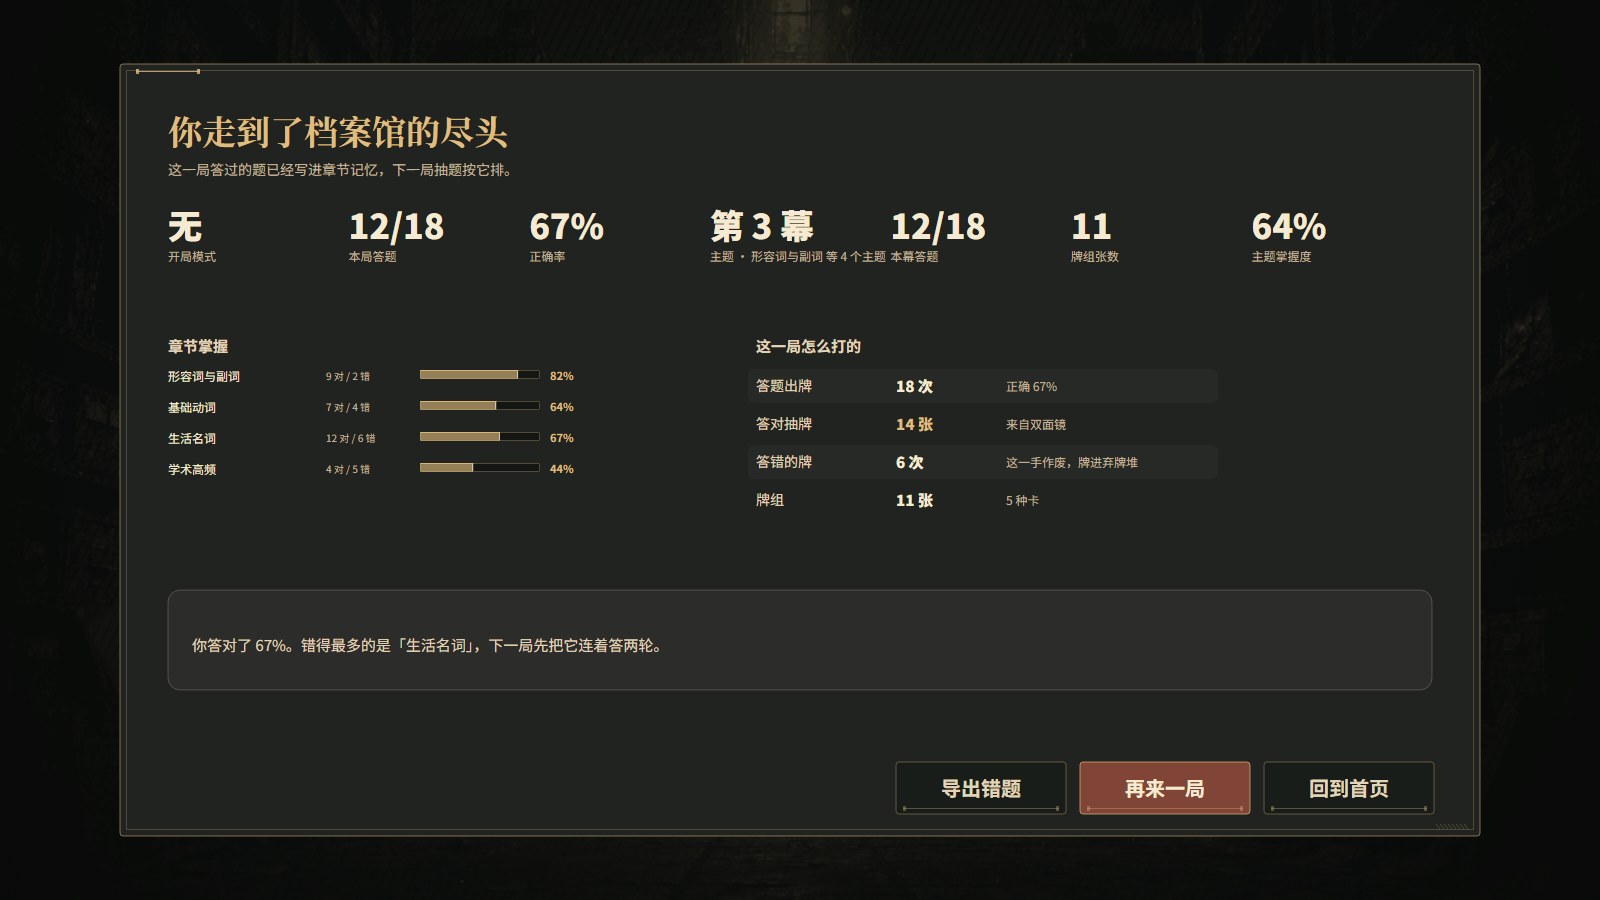 你走到了档案馆的尽头
这一局答过的题已经写进章节记忆，下一局抽题按它排。
无 12/18 67% 第 3 幕 12/18 11 64%
开局模式 本局答题 正确率 主题 · 形容词与副词 等 4 个主题 本幕答题 牌组张数 主题掌握度
章节掌握
形容词与副词 9 对 / 2 错 82%
基础动词 7 对 / 4 错 64%
生活名词 12 对 / 6 错 67%
学术高频 4 对 / 5 错 44%
这一局怎么打的
答题出牌 18 次 正确 67%
答对抽牌 14 张 来自双面镜
答错的牌 6 次 这一手作废，牌进弃牌堆
牌组 11 张 5 种卡
你答对了 67%。错得最多的是「生活名词」，下一局先把它连着答两轮。
导出错题 再来一局 回到首页